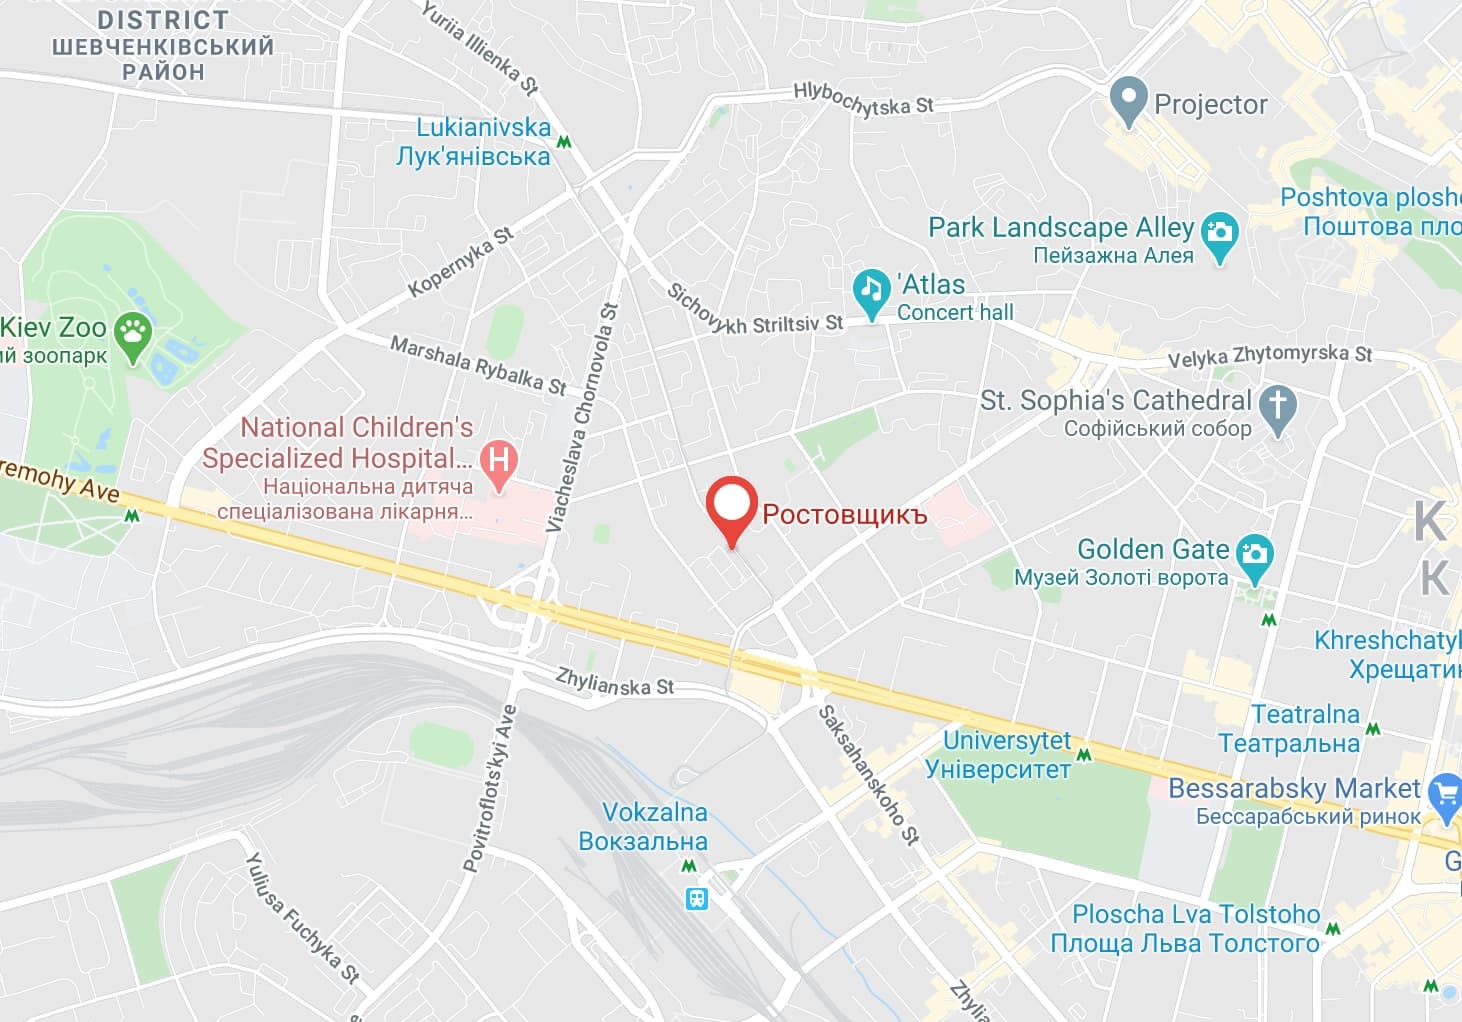 DISTRICT
ШЕВЧЕНКІВСЬКИЙ
РАЙОН
Yuriia Illienka St
Hlybochytska St
Projector
Lukianivska
Лук'янівська
Poshtova plosh
Поштова пло
Park Landscape Alley
Пейзажна Алея
Kopernyka St
'Atlas
Concert hall
Sichovykh Striltsiv St
Kiev Zoo
ий зоопарк
Marshala Rybalka St
Viacheslava Chornovola St
Velyka Zhytomyrska St
St. Sophia's Cathedral
Софійський собор
National Children's
Specialized Hospital...
Національна дитяча
спеціалізована лікарня...
remohy Ave
Ростовщикъ
К
К
Golden Gate
Музей Золоті ворота
Khreshchaty
Хрещати
Zhylianska St
Povitroflots'kyi Ave
Saksahanskoho St
Universytet
Університет
Teatralna
Театральна
Bessarabsky Market
Бессарабський ринок
Vokzalna
Вокзальна
Yuliusa Fuchyka St
G
Ploscha Lva Tolstoho
Площа Льва Толстого
Zhylia